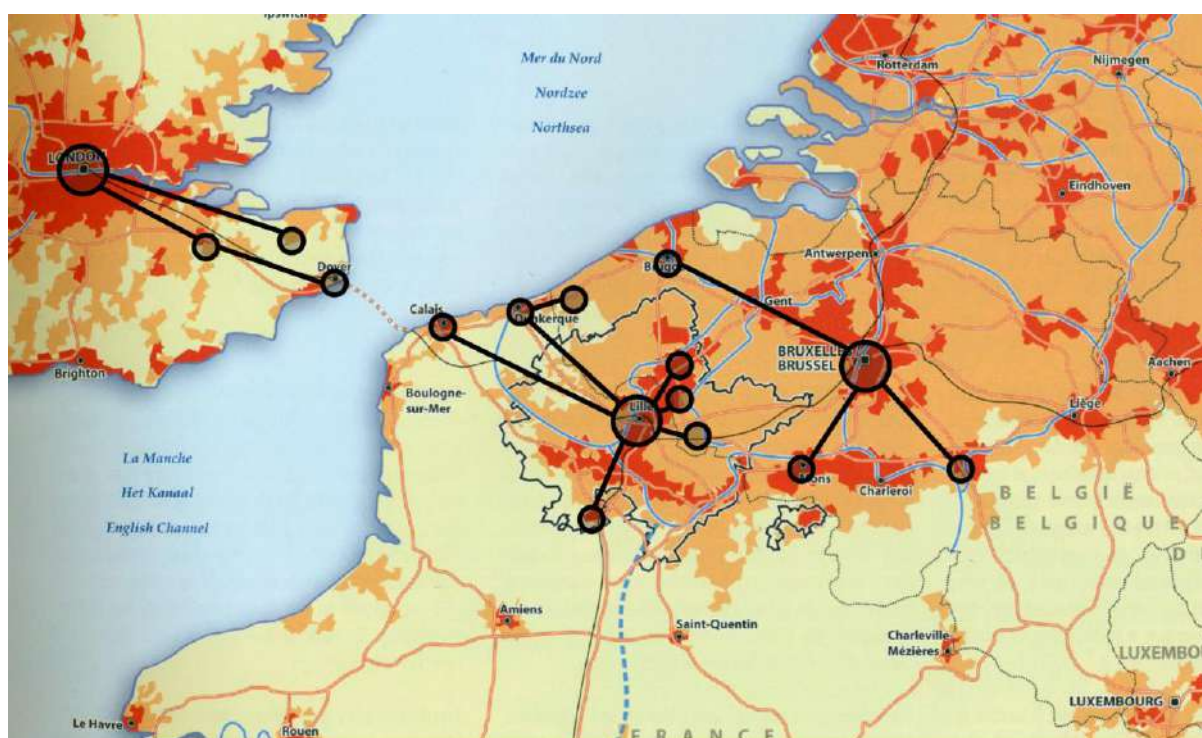 Ipswich
Mer du Nord
Nordzee
Northsea
Rotterdam
Nijmegen
LONDON
Eindhoven
Dover
Antwerpen
Gent
Calais
Dunkerque
Brighton
BRUXELLES
BRUSSEL
Aachen
Boulogne-
sur-Mer
Lille
Liège
La Manche
Het Kanaal
English Channel
Mons
Charleroi
BELGIË
BELGIQUE
D
Amiens
Saint-Quentin
Charleville
Mézières
LUXEMBOU
LUXEMBOURG
Le Havre
Rouen
FRANCE